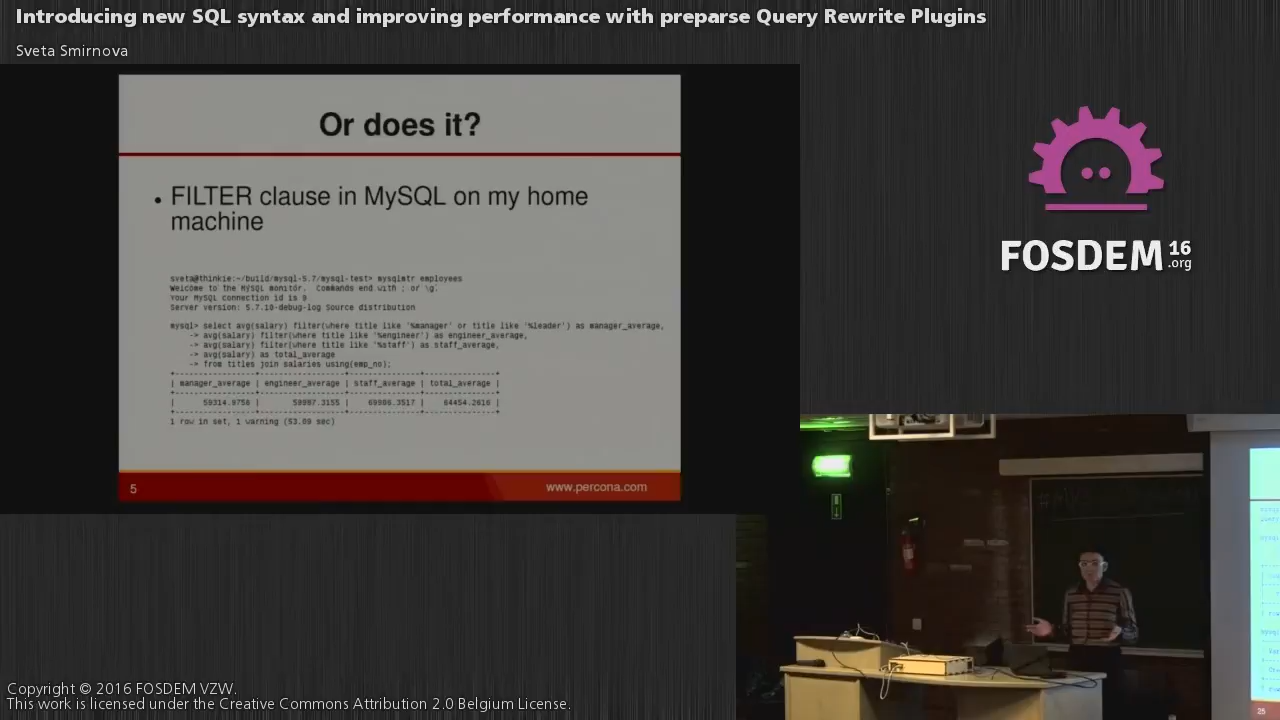 Introducing new SQL syntax and improving performance with preparse Query Rewrite Plugins
Sveta Smirnova
Or does it?
• FILTER clause in MySQL on my home
machine
sveta@thinkie:~/build/mysql-5.7/mysql-test> mysqlmtr employees
Welcome to the MySQL monitor.  Commands end with ; or \g.
Your MySQL connection id is 9
Server version: 5.7.10-debug-log Source distribution
mysql> select avg(salary) filter(where title like '%manager' or title like '%leader') as manager_average,
-> avg(salary) filter(where title like '%engineer') as engineer_average,
-> avg(salary) filter(where title like '%staff') as staff_average,
-> avg(salary) as total_average
-> from titles join salaries using(emp_no);
+-----------------+------------------+---------------+---------------+
| manager_average | engineer_average | staff_average | total_average |
+-----------------+------------------+---------------+---------------+
| 59314.9758 | 59987.3155 | 69986.3517 | 64454.2616 |
+-----------------+------------------+---------------+---------------+
1 row in set, 1 warning (53.09 sec)
5
www.percona.com
FOSDEM 16
.org
25
Copyright © 2016 FOSDEM VZW.
This work is licensed under the Creative Commons Attribution 2.0 Belgium License.